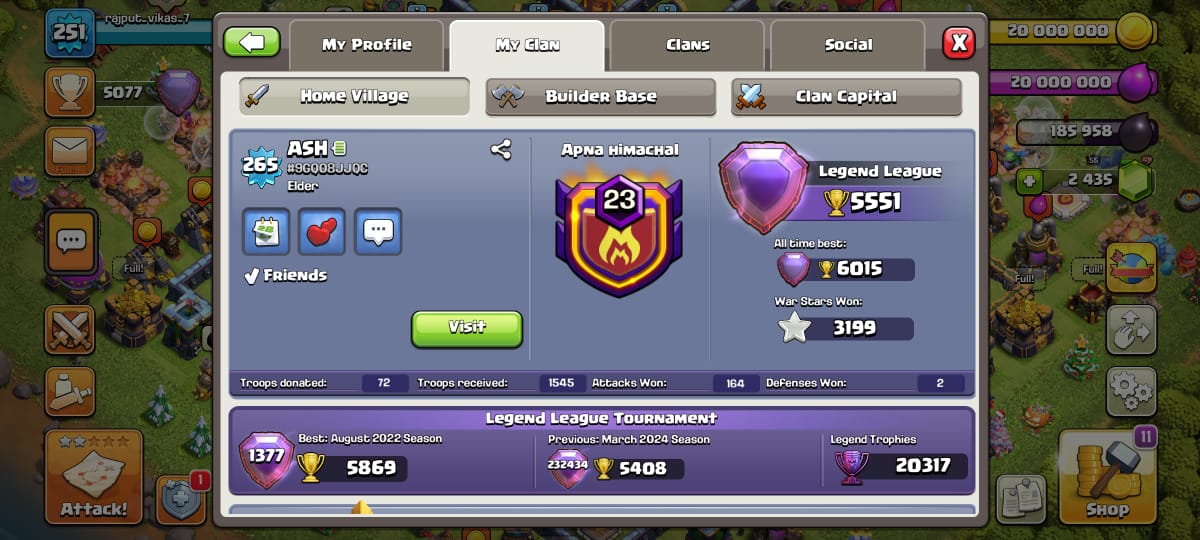 251
rajput_vikas_7
5077
My Profile
My Clan
Clans
Social
X
20 000 000
20 000 000
185 958
2 435
Home Village
Builder Base
Clan Capital
265
ASH
#9GQ08JJQC
Elder
Friends
Visit
Apna himachal
23
Legend League
5551
All time best:
6015
War Stars Won:
3199
Troops donated: 72
Troops received: 1545
Attacks Won: 164
Defenses Won: 2
Legend League Tournament
Best: August 2022 Season
1377
5869
Previous: March 2024 Season
232434
5408
Legend Trophies
20317
Full!
Full!
Full!
Full!
Attack!
1
11
Shop